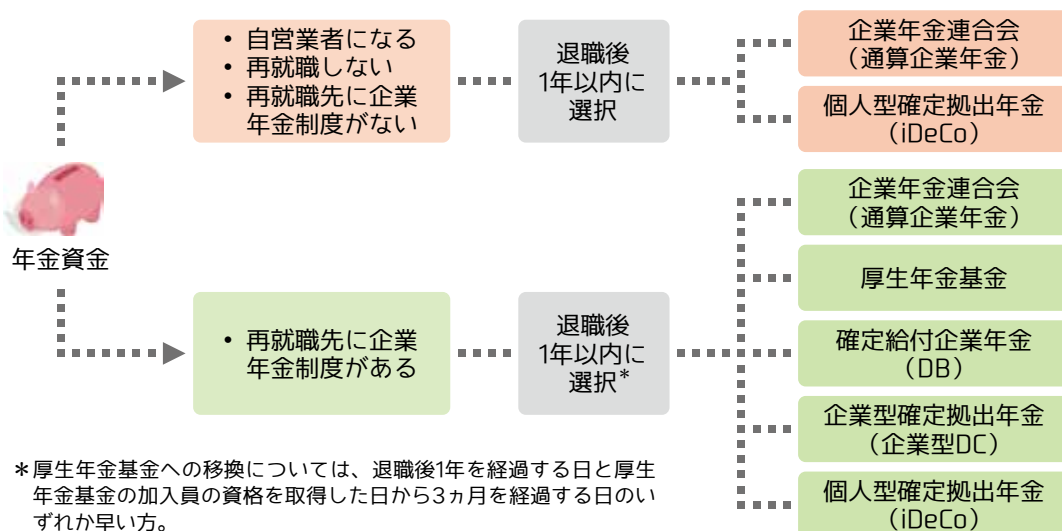 • 自営業者になる
• 再就職しない
• 再就職先に企業
年金制度がない
退職後
1年以内に
選択
企業年金連合会
（通算企業年金）
個人型確定拠出年金
（iDeCo）
年金資金
• 再就職先に企業
年金制度がある
退職後
1年以内に
選択*
企業年金連合会
（通算企業年金）
厚生年金基金
確定給付企業年金
（DB）
企業型確定拠出年金
（企業型DC）
個人型確定拠出年金
（iDeCo）
＊厚生年金基金への移換については、退職後1年を経過する日と厚生
年金基金の加入員の資格を取得した日から3ヵ月を経過する日のい
ずれか早い方。